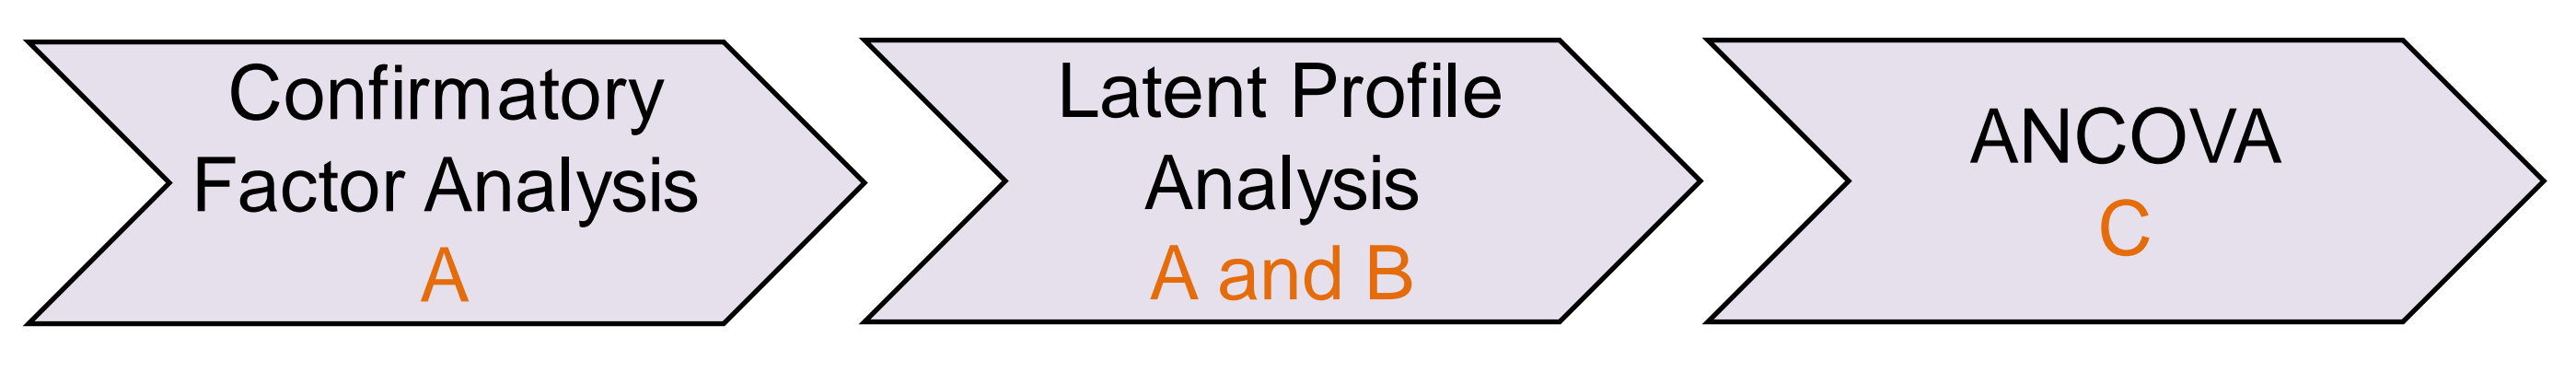 Confirmatory
Factor Analysis
A
Latent Profile
Analysis
A and B
ANCOVA
C